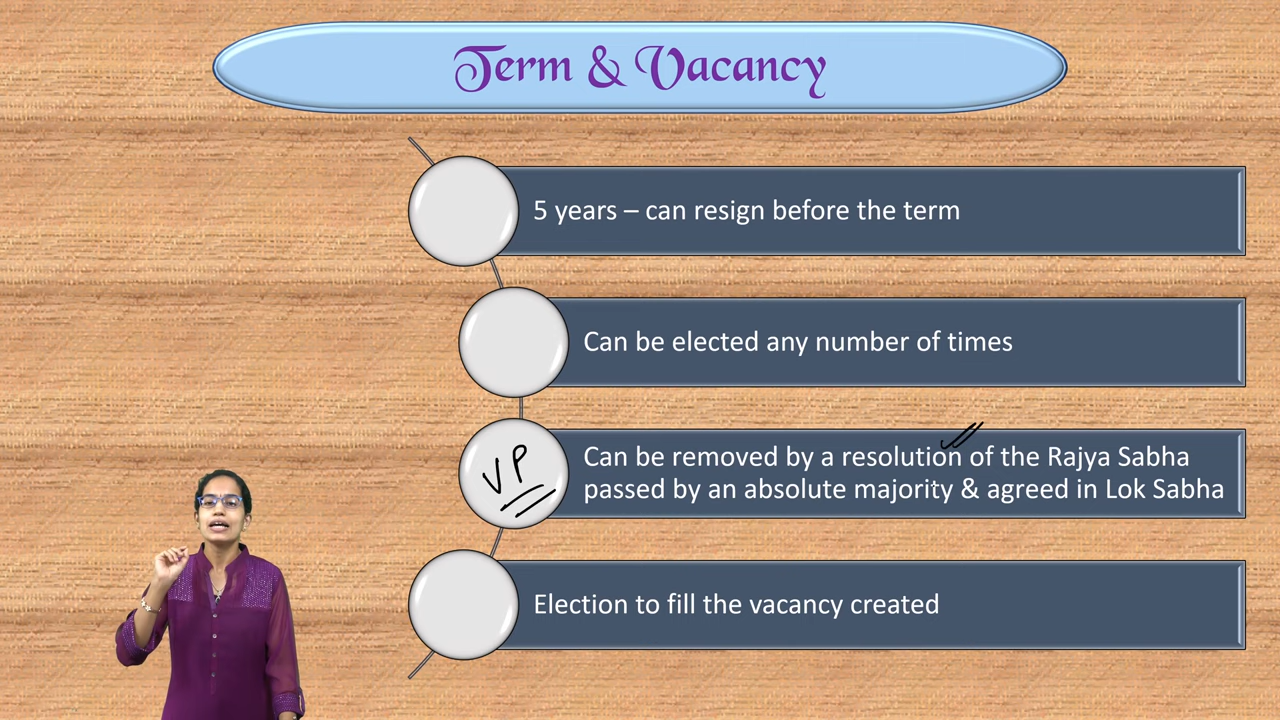 Term & Vacancy
5 years – can resign before the term
Can be elected any number of times
VP
Can be removed by a resolution of the Rajya Sabha
passed by an absolute majority & agreed in Lok Sabha
Election to fill the vacancy created